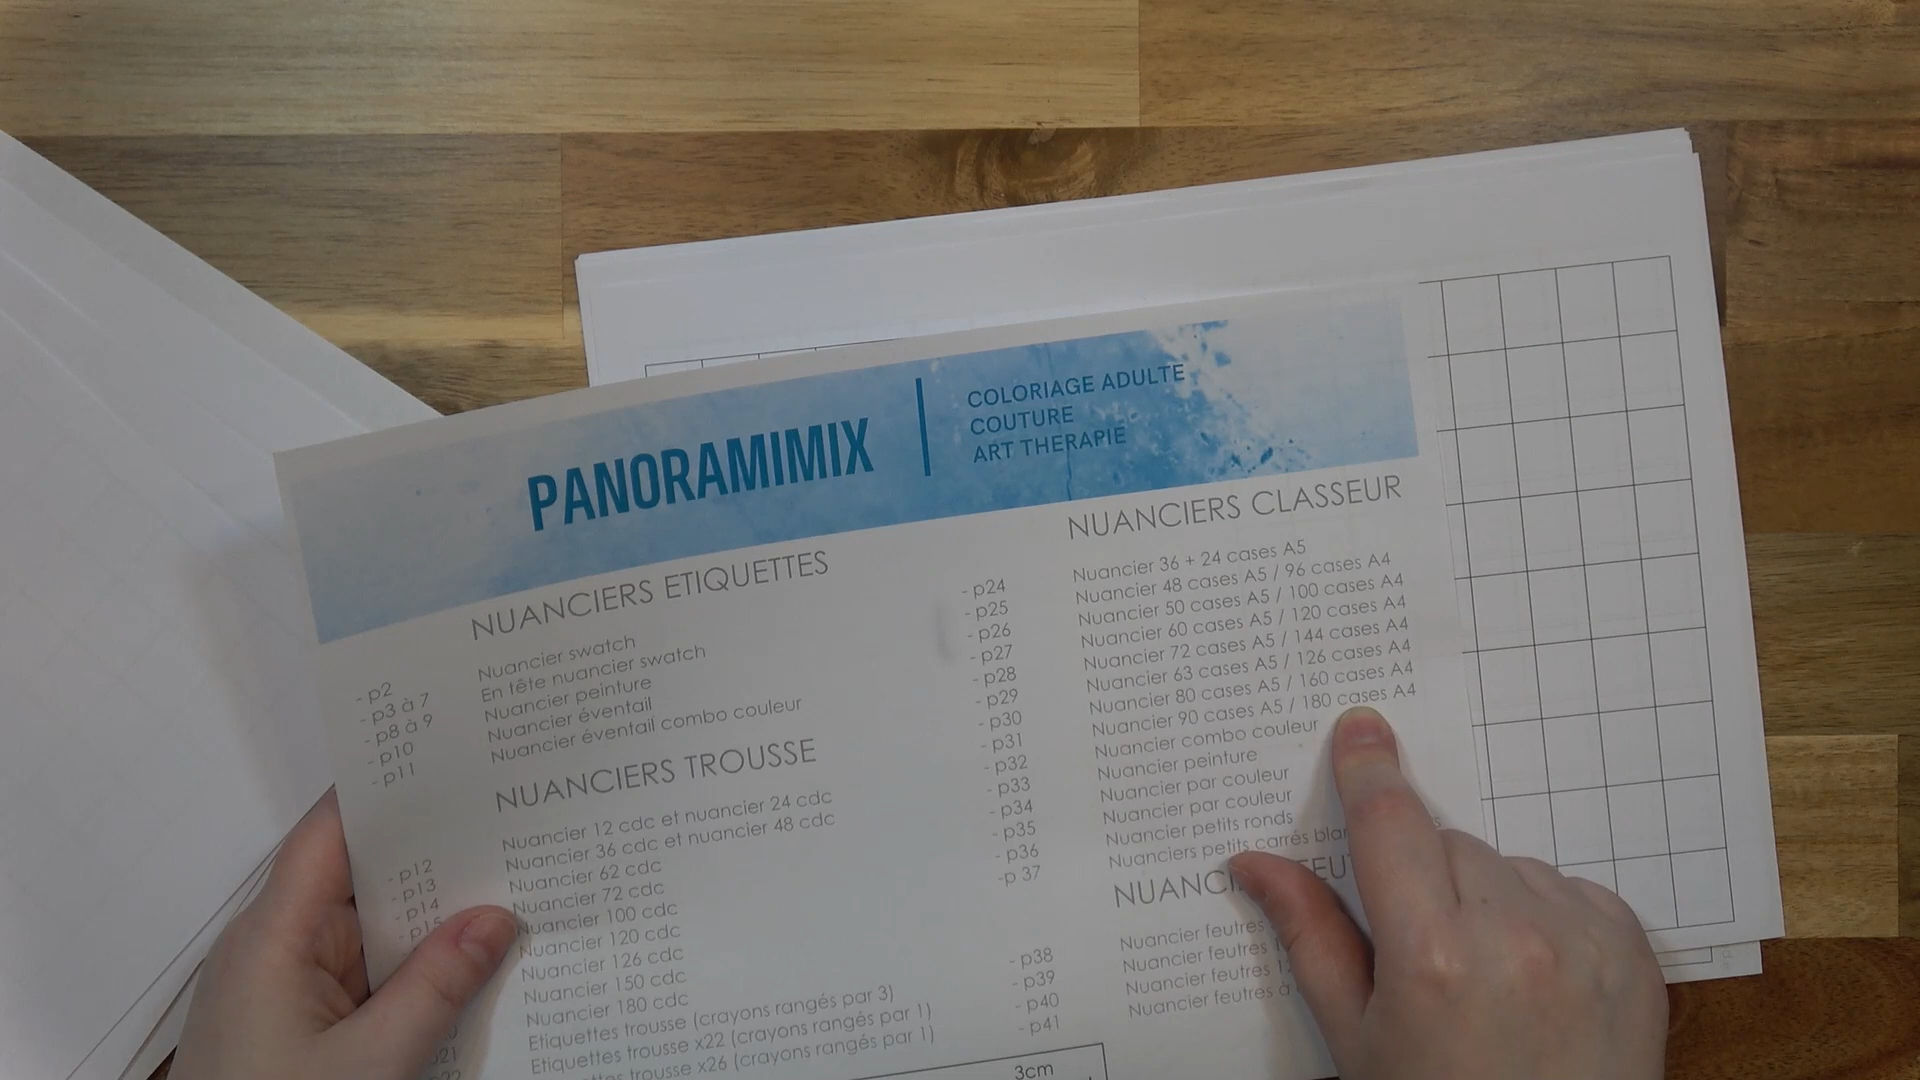 PANORAMIMIX
COLORIAGE ADULTE
COUTURE
ART THERAPIE
NUANCIERS ETIQUETTES
- p2 Nuancier swatch
- p3 à 7 En tête nuancier swatch
- p8 à 9 Nuancier peinture
- p10 Nuancier éventail
- p11 Nuancier éventail combo couleur
NUANCIERS TROUSSE
- p12 Nuancier 12 cdc et nuancier 24 cdc
- p13 Nuancier 36 cdc et nuancier 48 cdc
- p14 Nuancier 62 cdc
- p15 Nuancier 72 cdc
Nuancier 100 cdc
Nuancier 120 cdc
Nuancier 126 cdc
Nuancier 150 cdc
Nuancier 180 cdc
Etiquettes trousse (crayons rangés par 3)
p21 Etiquettes trousse x22 (crayons rangés par 1)
trousse x26 (crayons rangés par 1)
NUANCIERS CLASSEUR
- p24 Nuancier 36 + 24 cases A5
- p25 Nuancier 48 cases A5 / 96 cases A4
- p26 Nuancier 50 cases A5 / 100 cases A4
- p27 Nuancier 60 cases A5 / 120 cases A4
- p28 Nuancier 72 cases A5 / 144 cases A4
- p29 Nuancier 63 cases A5 / 126 cases A4
- p30 Nuancier 80 cases A5 / 160 cases A4
- p31 Nuancier 90 cases A5 / 180 cases A4
- p32 Nuancier combo couleur
- p33 Nuancier peinture
- p34 Nuancier par couleur
- p35 Nuancier par couleur
- p36 Nuancier petits ronds
-p 37 Nuanciers petits carrés
- p38 Nuancier feutres
- p39 Nuancier feutres
- p40 Nuancier feutres
- p41 Nuancier feutres à
3cm